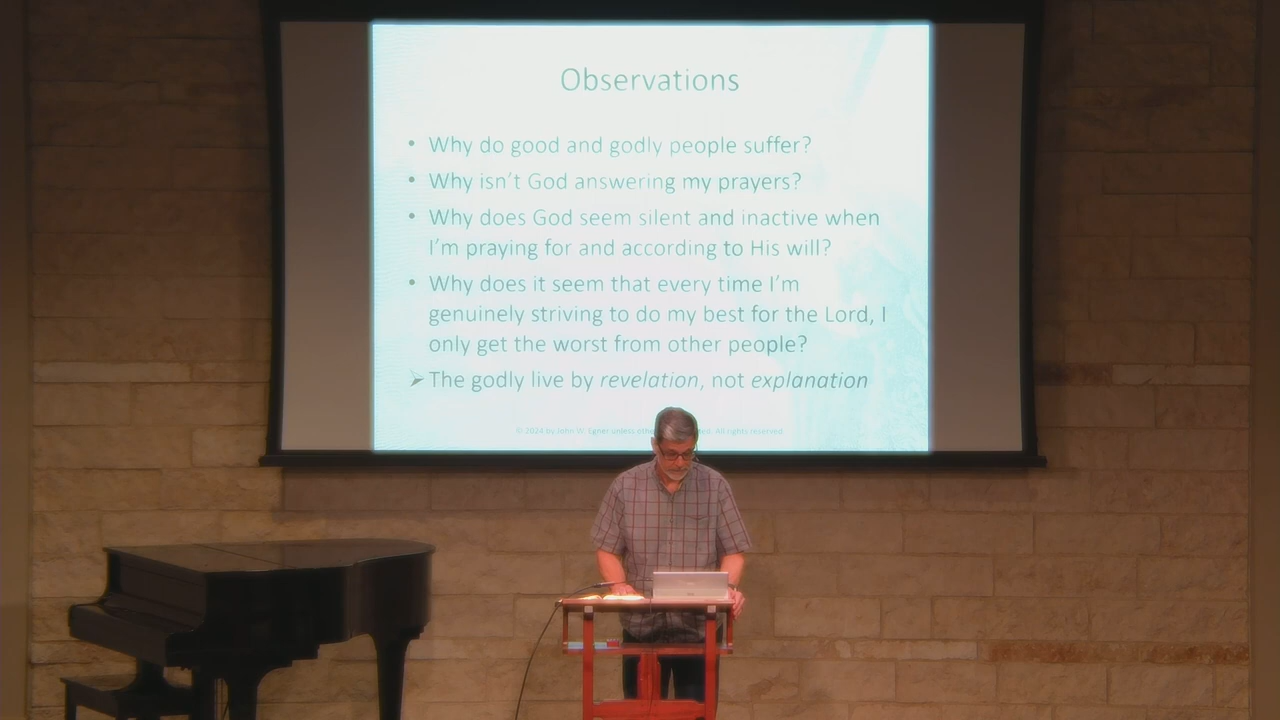 Observations
• Why do good and godly people suffer?
• Why isn't God answering my prayers?
• Why does God seem silent and inactive when
I'm praying for and according to His will?
• Why does it seem that every time I'm
genuinely striving to do my best for the Lord, I
only get the worst from other people?
➢ The godly live by revelation, not explanation
© 2024 by John W. Egner unless All rights reserved.